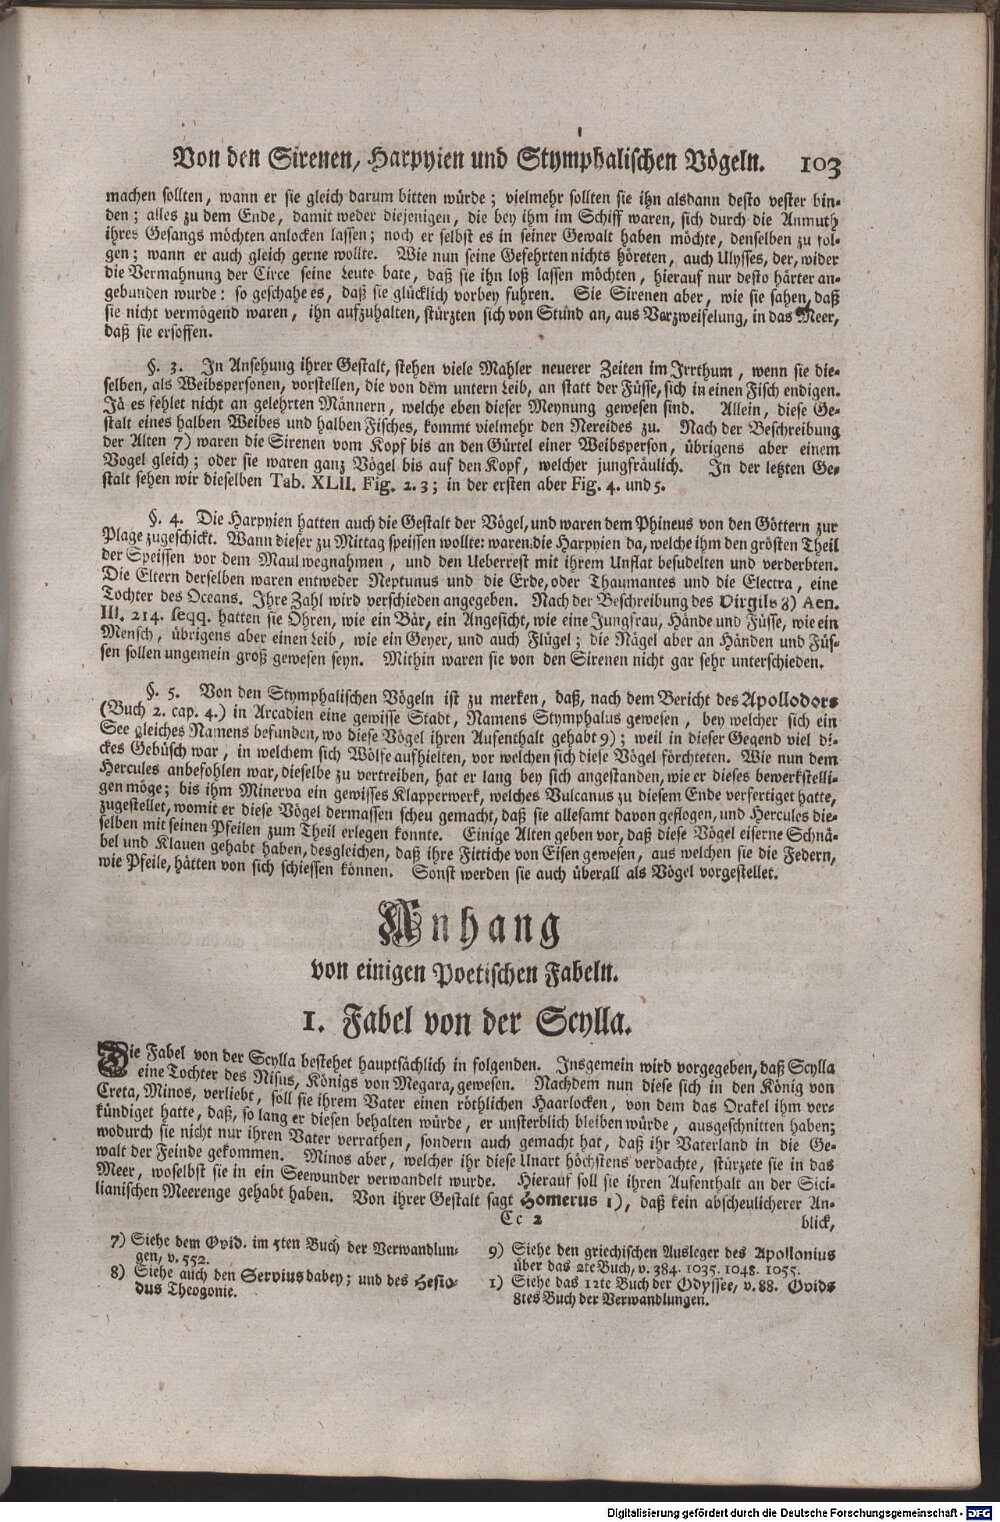 Von den Sirenen, Harpyien und Stymphalischen Vögeln. 103
machen sollten, wann er sie gleich darum bitten würde; vielmehr sollten sie ihn alsdann desto vester bin-
den; alles zu dem Ende, damit weder diejenigen, die bey ihm im Schiff waren, sich durch die Anmuth
ihres Gesangs möchten anlocken lassen; noch er selbst es in seiner Gewalt haben möchte, denselben zu fol-
gen; wann er auch gleich gerne wollte. Wie nun seine Gefehrten nichts höreten, auch Ulysses, der, wider
die Vermahnung der Circe seine Leute bate, daß sie ihn loß lassen möchten, hierauf nur desto härter an-
gebunden wurde: so geschahe es, daß sie glücklich vorbey fuhren. Sie Sirenen aber, wie sie sahen, daß
sie nicht vermögend waren, ihn aufzuhalten, stürzten sich von Stund an, aus Verzweifelung, in das Meer,
daß sie ersoffen.
§. 3. In Ansehung ihrer Gestalt, stehen viele Mahler neuerer Zeiten im Irrthum, wenn sie die-
selben, als Weibspersonen, vorstellen, die von dem untern Leib, an statt der Füsse, sich in einen Fisch endigen.
Ja es fehlet nicht an gelehrten Männern, welche eben dieser Meynung gewesen sind. Allein, diese Ge-
stalt eines halben Weibes und halben Fisches, kommt vielmehr den Nereides zu. Nach der Beschreibung
der Alten 7) waren die Sirenen vom Kopf bis an den Gürtel einer Weibsperson, übrigens aber einem
Vogel gleich; oder sie waren ganz Vögel bis auf den Kopf, welcher jungfräulich. In der letzten Ge-
stalt sehen wir dieselben Tab. XLII. Fig. 2. 3; in der ersten aber Fig. 4. und 5.
§. 4. Die Harpyien hatten auch die Gestalt der Vögel, und waren dem Phineus von den Göttern zur
Plage zugeschickt. Wann dieser zu Mittag speissen wollte: waren die Harpyien da, welche ihm den grösten Theil
der Speissen vor dem Maul wegnahmen, und den Ueberrest mit ihrem Unflat besudelten und verderbten.
Die Eltern derselben waren entweder Neptunus und die Erde, oder Thaumantes und die Electra, eine
Tochter des Oceans. Ihre Zahl wird verschieden angegeben. Nach der Beschreibung des Virgils 8) Aen.
III. 214. seqq. hatten sie Ohren, wie ein Bär, ein Angesicht, wie eine Jungfrau, Hände und Füsse, wie ein
Mensch, übrigens aber einen Leib, wie ein Geyer, und auch Flügel; die Nägel aber an Händen und Füs-
sen sollen ungemein groß gewesen seyn. Mithin waren sie von den Sirenen nicht gar sehr unterschieden.
§. 5. Von den Stymphalischen Vögeln ist zu merken, daß, nach dem Bericht des Apollodors
(Buch 2. cap. 4.) in Arcadien eine gewisse Stadt, Namens Stymphalus gewesen, bey welcher sich ein
See gleiches Namens befunden, wo diese Vögel ihren Aufenthalt gehabt 9); weil in dieser Gegend viel di-
ckes Gebüsch war, in welchem sich Wölfe aufhielten, vor welchen sich diese Vögel förchteten. Wie nun dem
Hercules anbefohlen war, dieselbe zu vertreiben, hat er lang bey sich angestanden, wie er dieses bewerkstelli-
gen möge; bis ihm Minerva ein gewisses Klapperwerk, welches Vulcanus zu diesem Ende verfertiget hatte,
zugestellet, womit er diese Vögel dermassen scheu gemacht, daß sie allesamt davon geflogen, und Hercules die-
selben mit seinen Pfeilen zum Theil erlegen konnte. Einige Alten geben vor, daß diese Vögel eiserne Schnä-
bel und Klauen gehabt haben, desgleichen, daß ihre Fittiche von Eisen gewesen, aus welchen sie die Federn,
wie Pfeile, hätten von sich schiessen können. Sonst werden sie auch überall als Vögel vorgestellet.
Anhang
von einigen Poetischen Fabeln.
1. Fabel von der Scylla.
Die Fabel von der Scylla bestehet hauptsächlich in folgenden. Insgemein wird vorgegeben, daß Scylla
eine Tochter des Nisus, Königs von Megara, gewesen. Nachdem nun diese sich in den König von
Creta, Minos, verliebt, soll sie ihrem Vater einen röthlichen Haarlocken, von dem das Orakel ihm ver-
kündiget hatte, daß, so lang er diesen behalten würde, er unsterblich bleiben würde, ausgeschnitten haben;
wodurch sie nicht nur ihren Vater verrathen, sondern auch gemacht hat, daß ihr Vaterland in die Ge-
walt der Feinde gekommen. Minos aber, welcher ihr diese Unart höchstens verdachte, stürzete sie in das
Meer, woselbst sie in ein Seewunder verwandelt wurde. Hierauf soll sie ihren Aufenthalt an der Sici-
lianischen Meerenge gehabt haben. Von ihrer Gestalt sagt Homerus 1), daß kein abscheulicherer An-
Cc 2 blick,
7) Siehe dem Ovid. im 5ten Buch der Verwandlun-
gen, v. 552.
8) Siehe auch den Servius dabey; und des Hesio-
dus Theogonie.
9) Siehe den griechischen Ausleger des Apollonius
über das 2te Buch, v. 384. 1035. 1048. 1055.
1) Siehe das 12te Buch der Odyssee, v. 88. Ovids
8tes Buch der Verwandlungen.
Digitalisierung gefördert durch die Deutsche Forschungsgemeinschaft - DFG